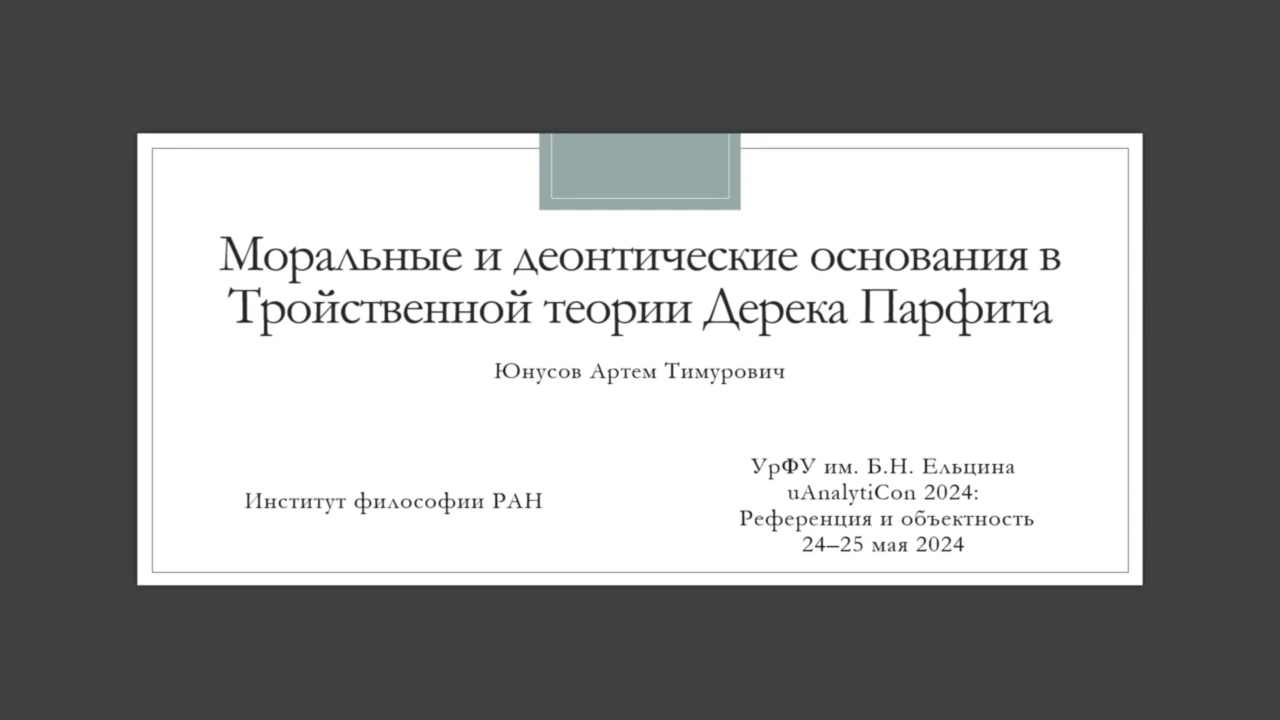 Моральные и деонтические основания в
Тройственной теории Дерека Парфита
Юнусов Артем Тимурович
Институт философии РАН
УрФУ им. Б.Н. Ельцина
uAnalytiCon 2024:
Референция и объектность
24–25 мая 2024